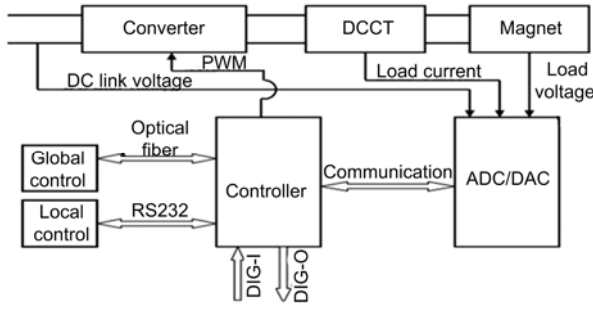 Converter
DCCT
Magnet
PWM
DC link voltage
Load current
Load
voltage
Optical
fiber
Global
control
Controller
Communication
ADC/DAC
Local
control
RS232
DIG-I
DIG-O